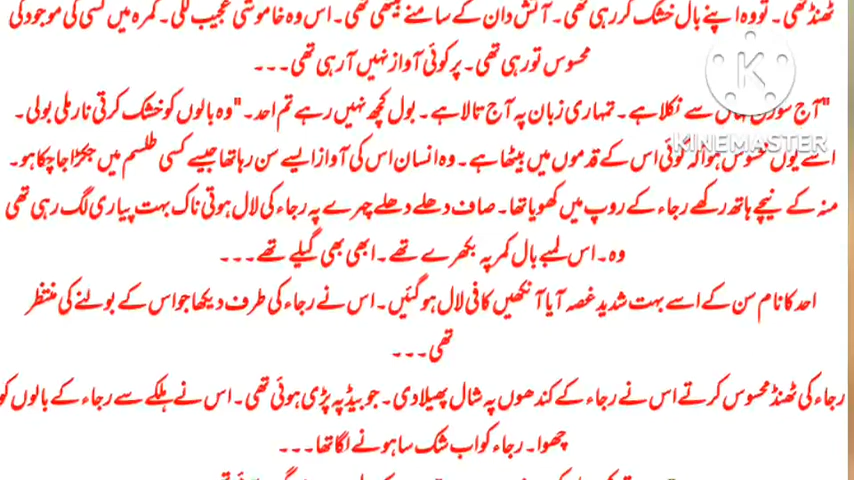 ٹھنڈ تھی۔ تو وہ اپنے بال خشک کر رہی تھی۔ آتش دان کے سامنے بیٹھی تھی۔ اس وہ خاموشی عجیب لگی۔ کمرہ میں کسی کی موجودگی
محسوس تو رہی تھی۔ پر کوئی آواز نہیں آرہی تھی۔۔۔
"آج سورج سے نکلا ہے۔ تمہاری زبان پہ آج تالا ہے۔ بول کچھ نہیں رہے تم احد۔" وہ بالوں کو خشک کرتی نارملی بولی۔
اسے یوں محسوس ہوا کہ کوئی اس کے قدموں میں بیٹھا ہے۔ وہ انسان اس کی آواز ایسے سن رہا تھا جیسے کسی طلسم میں جکڑا جا چکا ہو۔
منہ کے نیچے ہاتھ رکھے رجاء کے روپ میں کھویا تھا۔ صاف دھلے دھلے چہرے پہ رجاء کی لال ہوتی ناک بہت پیاری لگ رہی تھی
وہ۔ اس لمبے بال کمر پہ بکھرے تھے۔ ابھی بھی گیلے تھے۔۔۔
احد کا نام سن کے اسے بہت شدید غصہ آیا آنکھیں کافی لال ہو گئیں۔ اس نے رجاء کی طرف دیکھا جو اس کے بولنے کی منتظر
تھی۔۔۔
رجاء کی ٹھنڈ محسوس کرتے اس نے رجاء کے کندھوں پہ شال پھیلا دی۔ جو بیڈ پہ پڑی ہوئی تھی۔ اس نے ہلکے سے رجاء کے بالوں کو
چھوا۔ رجاء کو اب شک سا ہونے لگا تھا۔۔۔
KINEMASTER